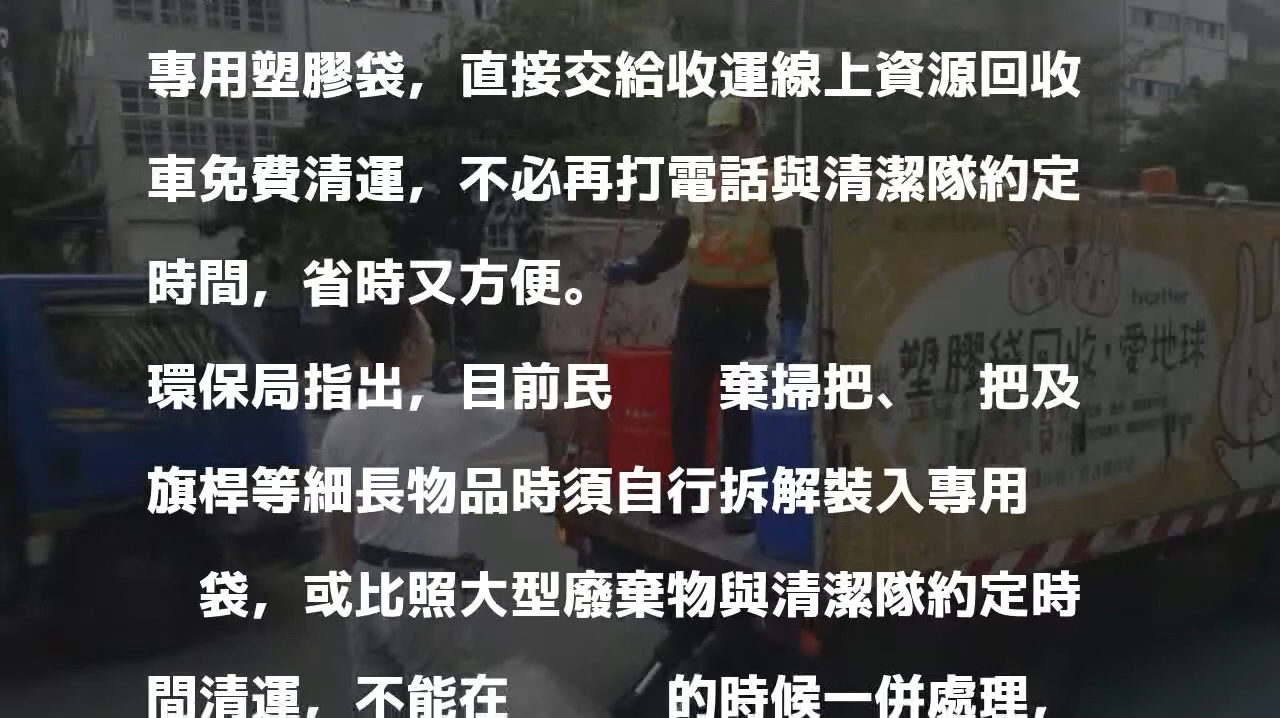 專用塑膠袋，直接交給收運線上資源回收
車免費清運，不必再打電話與清潔隊約定
時間，省時又方便。
環保局指出，目前民　　棄掃把、　把及
旗桿等細長物品時須自行拆解裝入專用
　袋，或比照大型廢棄物與清潔隊約定時
間清運，不能在　　　的時候一併處理，
塑膠袋回收‧愛地球